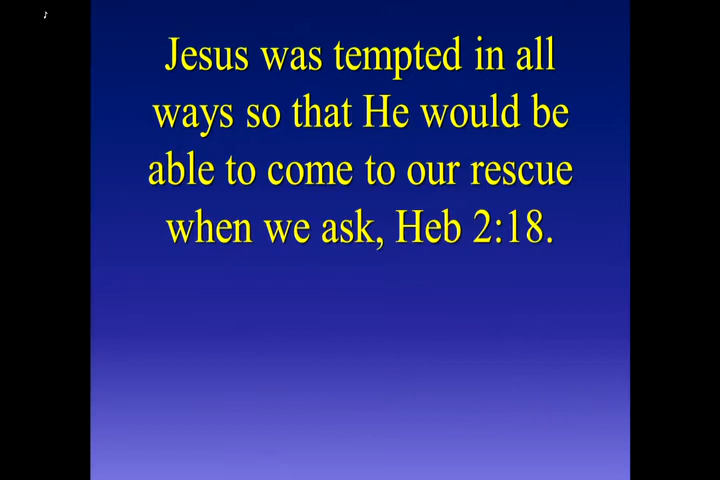 ♪
Jesus was tempted in all
ways so that He would be
able to come to our rescue
when we ask, Heb 2:18.